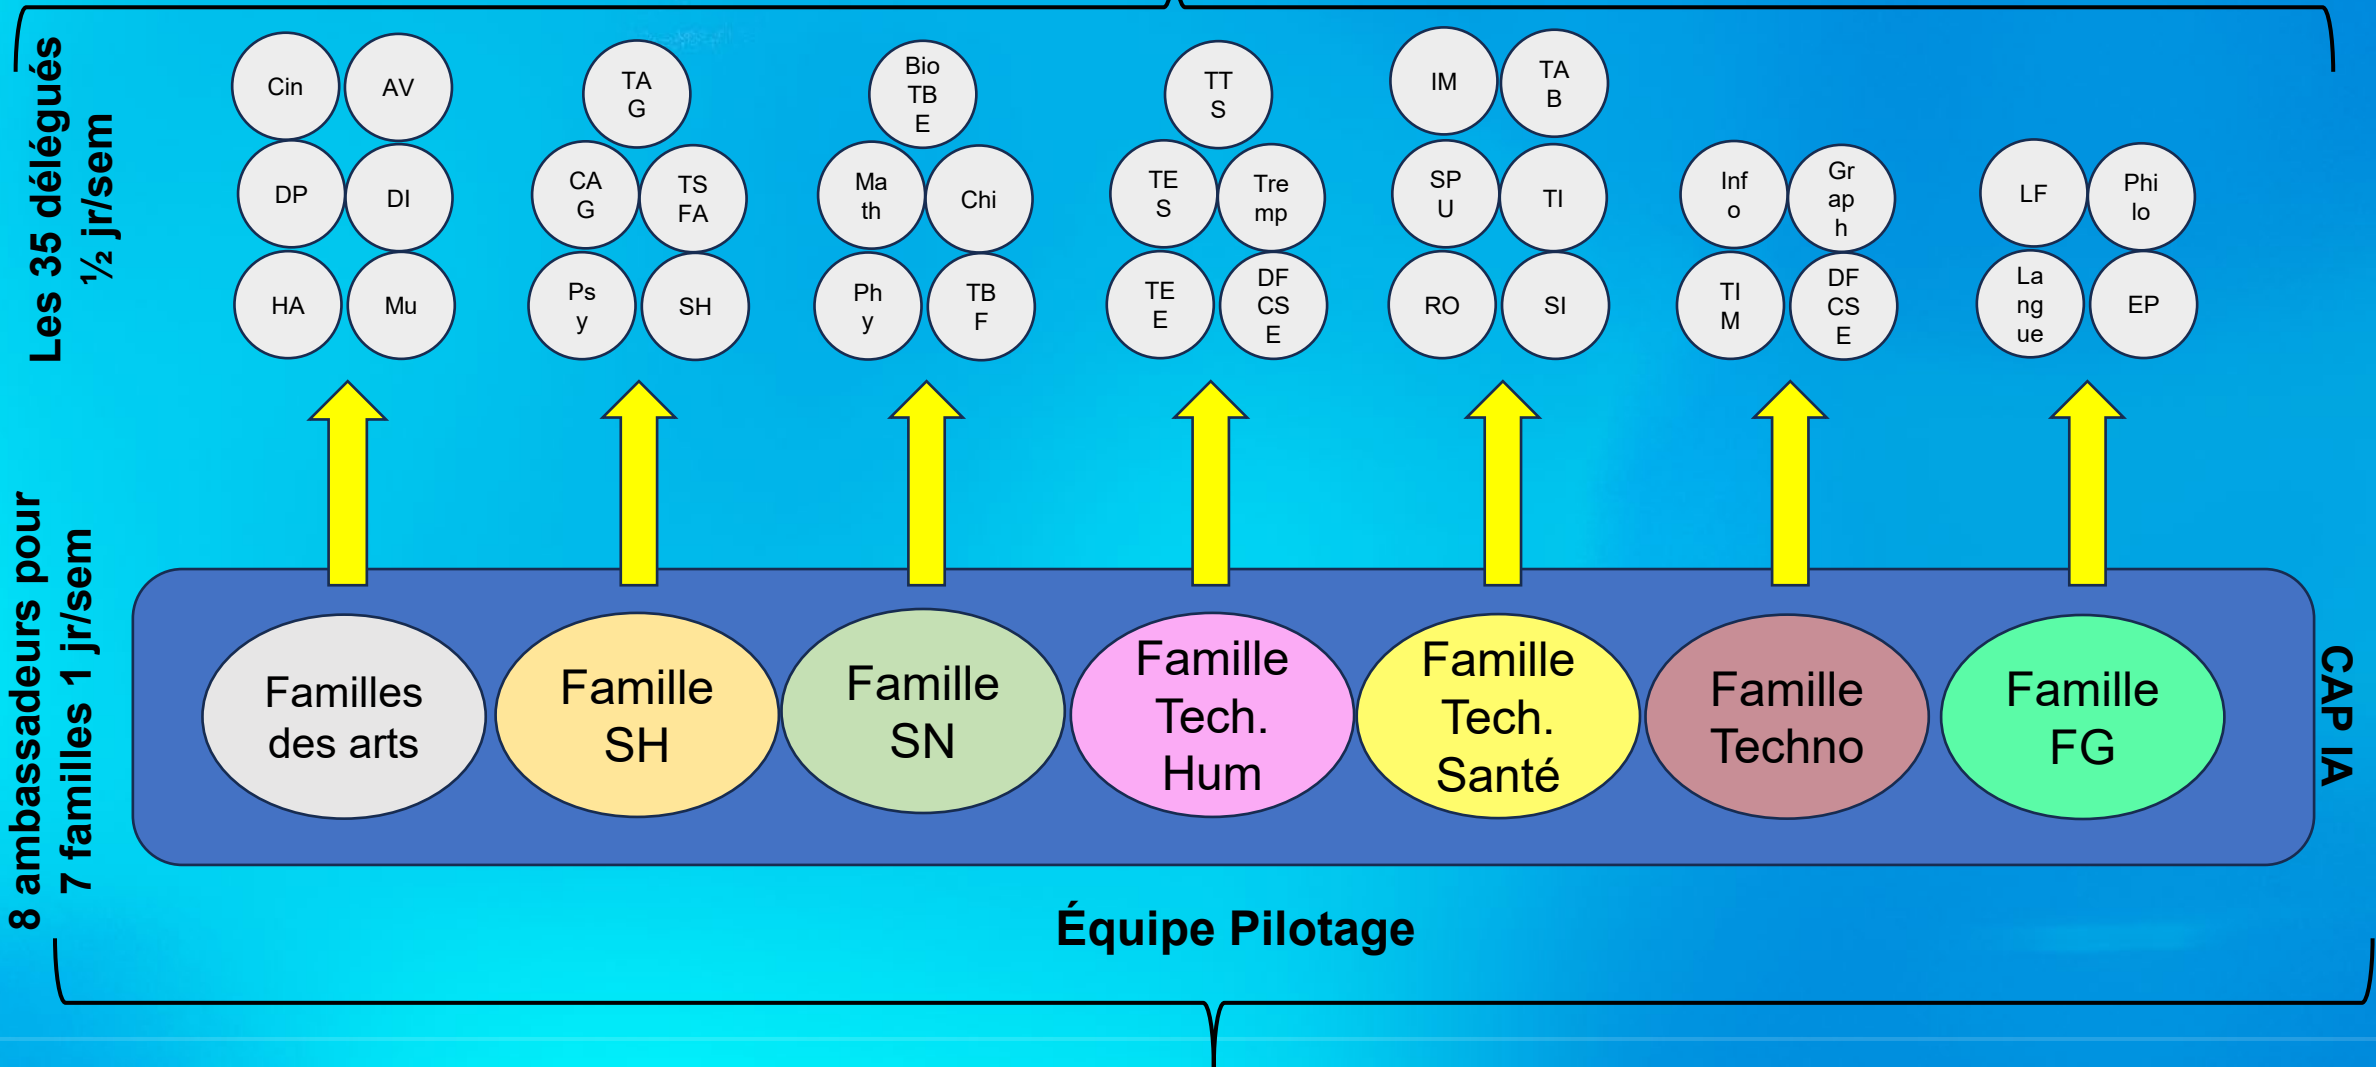 Les 35 délégués
½ jr/sem
Cin
AV
DP
DI
HA
Mu
TA
G
CA
G
TS
FA
Ps
y
SH
Bio
TB
E
Ma
th
Chi
Ph
y
TB
F
TT
S
TE
S
Tre
mp
TE
E
DF
CS
E
IM
TA
B
SP
U
TI
RO
SI
Inf
o
Gr
ap
h
TI
M
DF
CS
E
LF
Phi
lo
La
ng
ue
EP
8 ambassadeurs pour
7 familles 1 jr/sem
Familles
des arts
Famille
SH
Famille
SN
Famille
Tech.
Hum
Famille
Tech.
Santé
Famille
Techno
Famille
FG
CAP IA
Équipe Pilotage